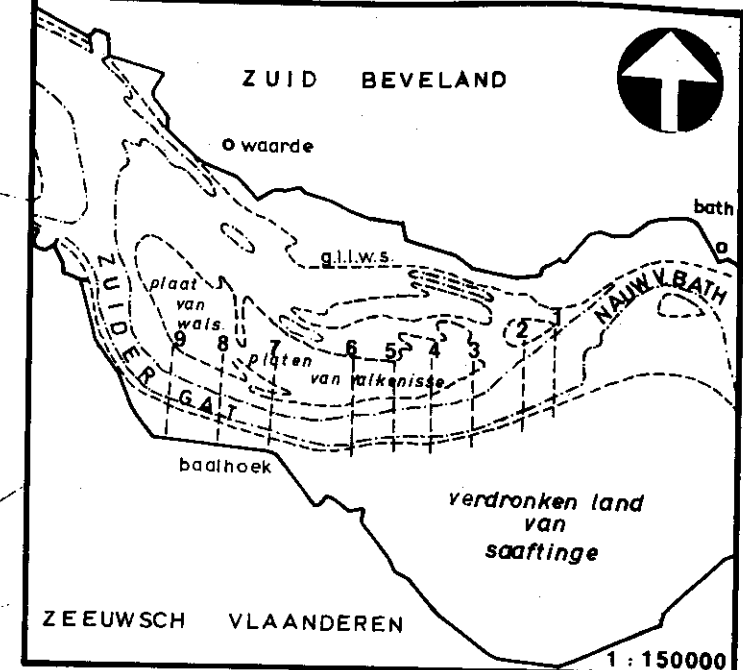 ZUID BEVELAND
waarde
bath
g.l.l.w.s.
NAUW V. BATH
ZUIDER GAT
plaat
van
wals.
1
2
3
4
5
6
7
8
9
platen
van valkenisse
baalhoek
verdronken land
van
saaftinge
ZEEUWSCH VLAANDEREN
1 : 150000